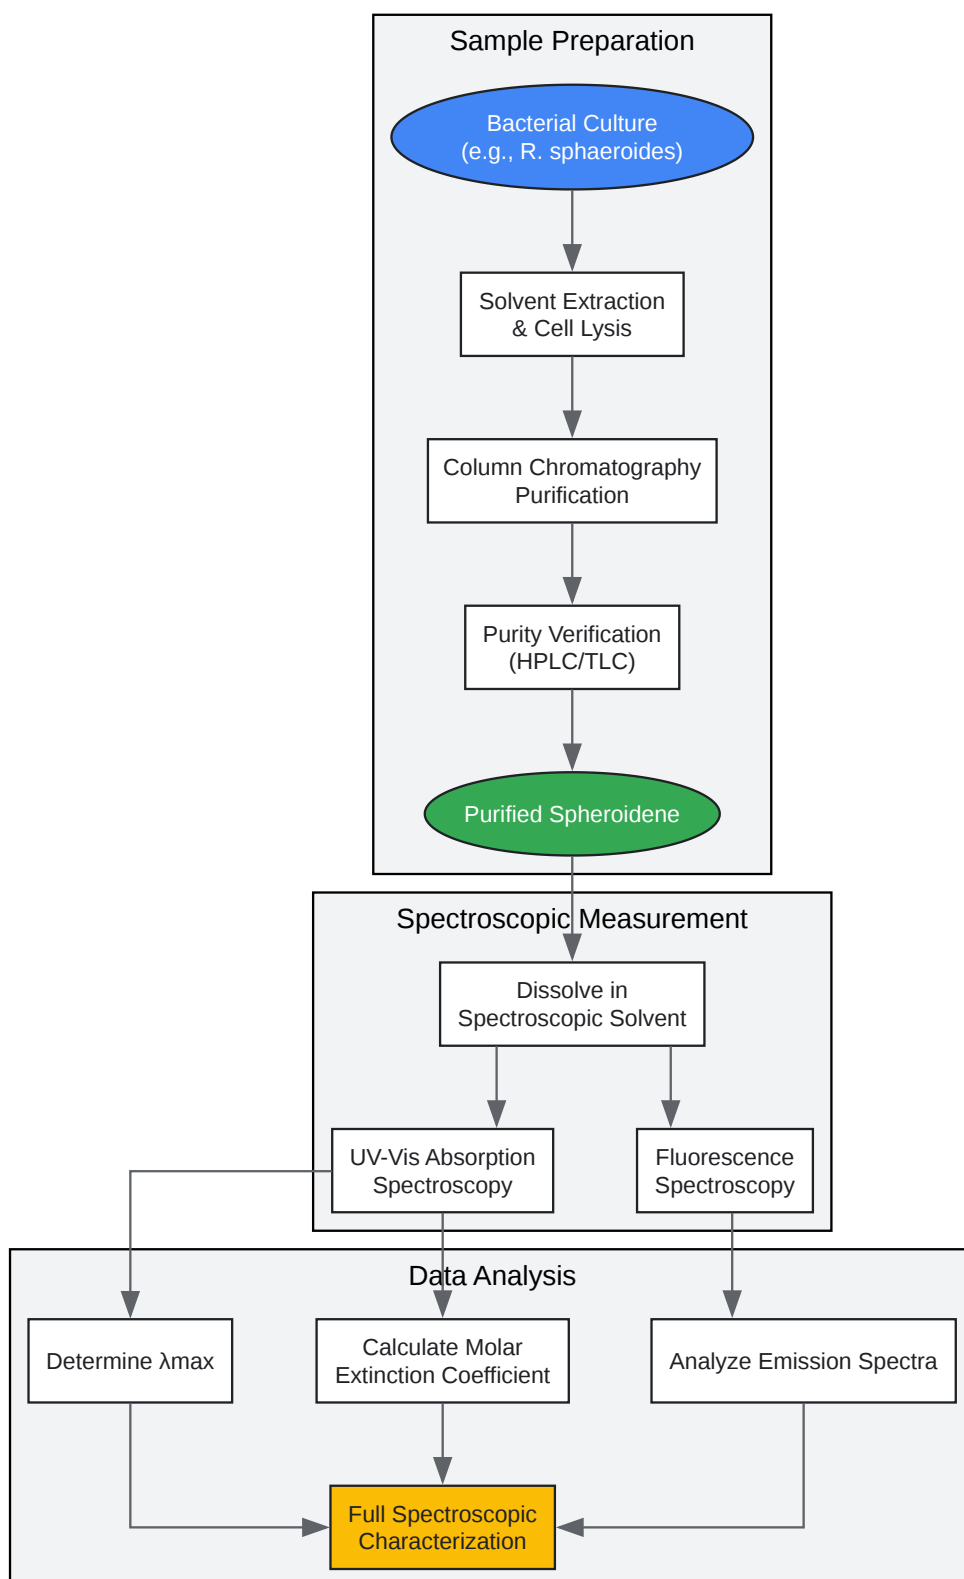 Sample Preparation
Bacterial Culture
(e.g., R. sphaeroides)
Solvent Extraction
& Cell Lysis
Column Chromatography
Purification
Purity Verification
(HPLC/TLC)
Purified Spheroidene
Spectroscopic Measurement
Dissolve in
Spectroscopic Solvent
UV-Vis Absorption
Spectroscopy
Fluorescence
Spectroscopy
Data Analysis
Determine λmax
Calculate Molar
Extinction Coefficient
Analyze Emission Spectra
Full Spectroscopic
Characterization